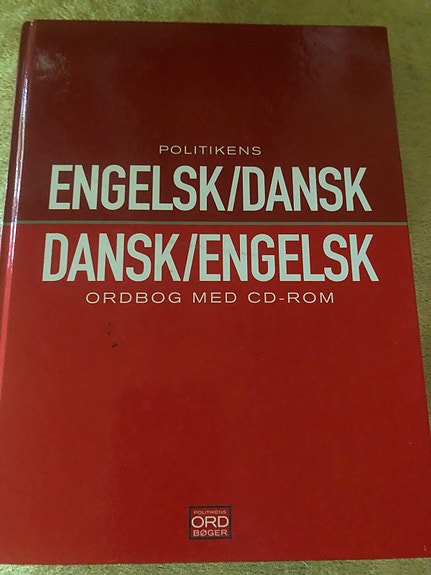 POLITIKENS
ENGELSK/DANSK
DANSK/ENGELSK
ORDBOG MED CD-ROM
POLITIKENS
ORD
BØGER